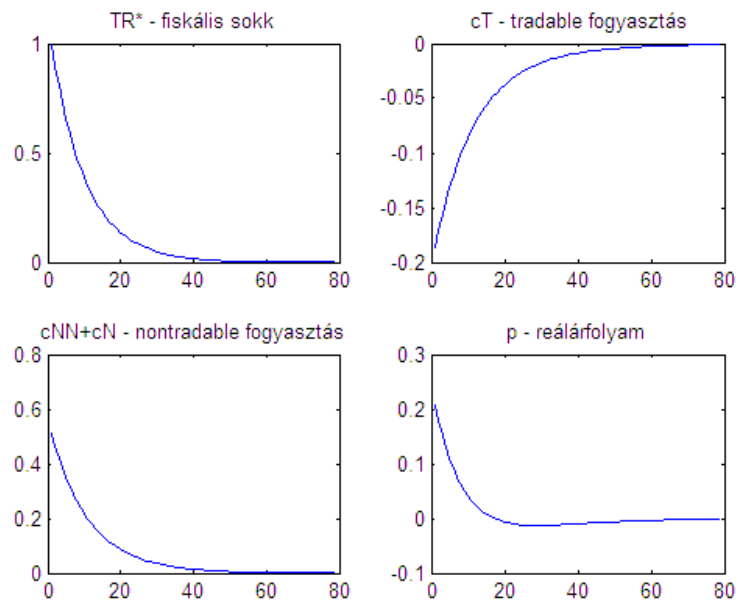 TR* - fiskális sokk
1
0.5
0
0 20 40 60 80
cT - tradable fogyasztás
0
-0.05
-0.1
-0.15
-0.2
0 20 40 60 80
cNN+cN - nontradable fogyasztás
0.8
0.6
0.4
0.2
0
0 20 40 60 80
p - reálárfolyam
0.3
0.2
0.1
0
-0.1
0 20 40 60 80